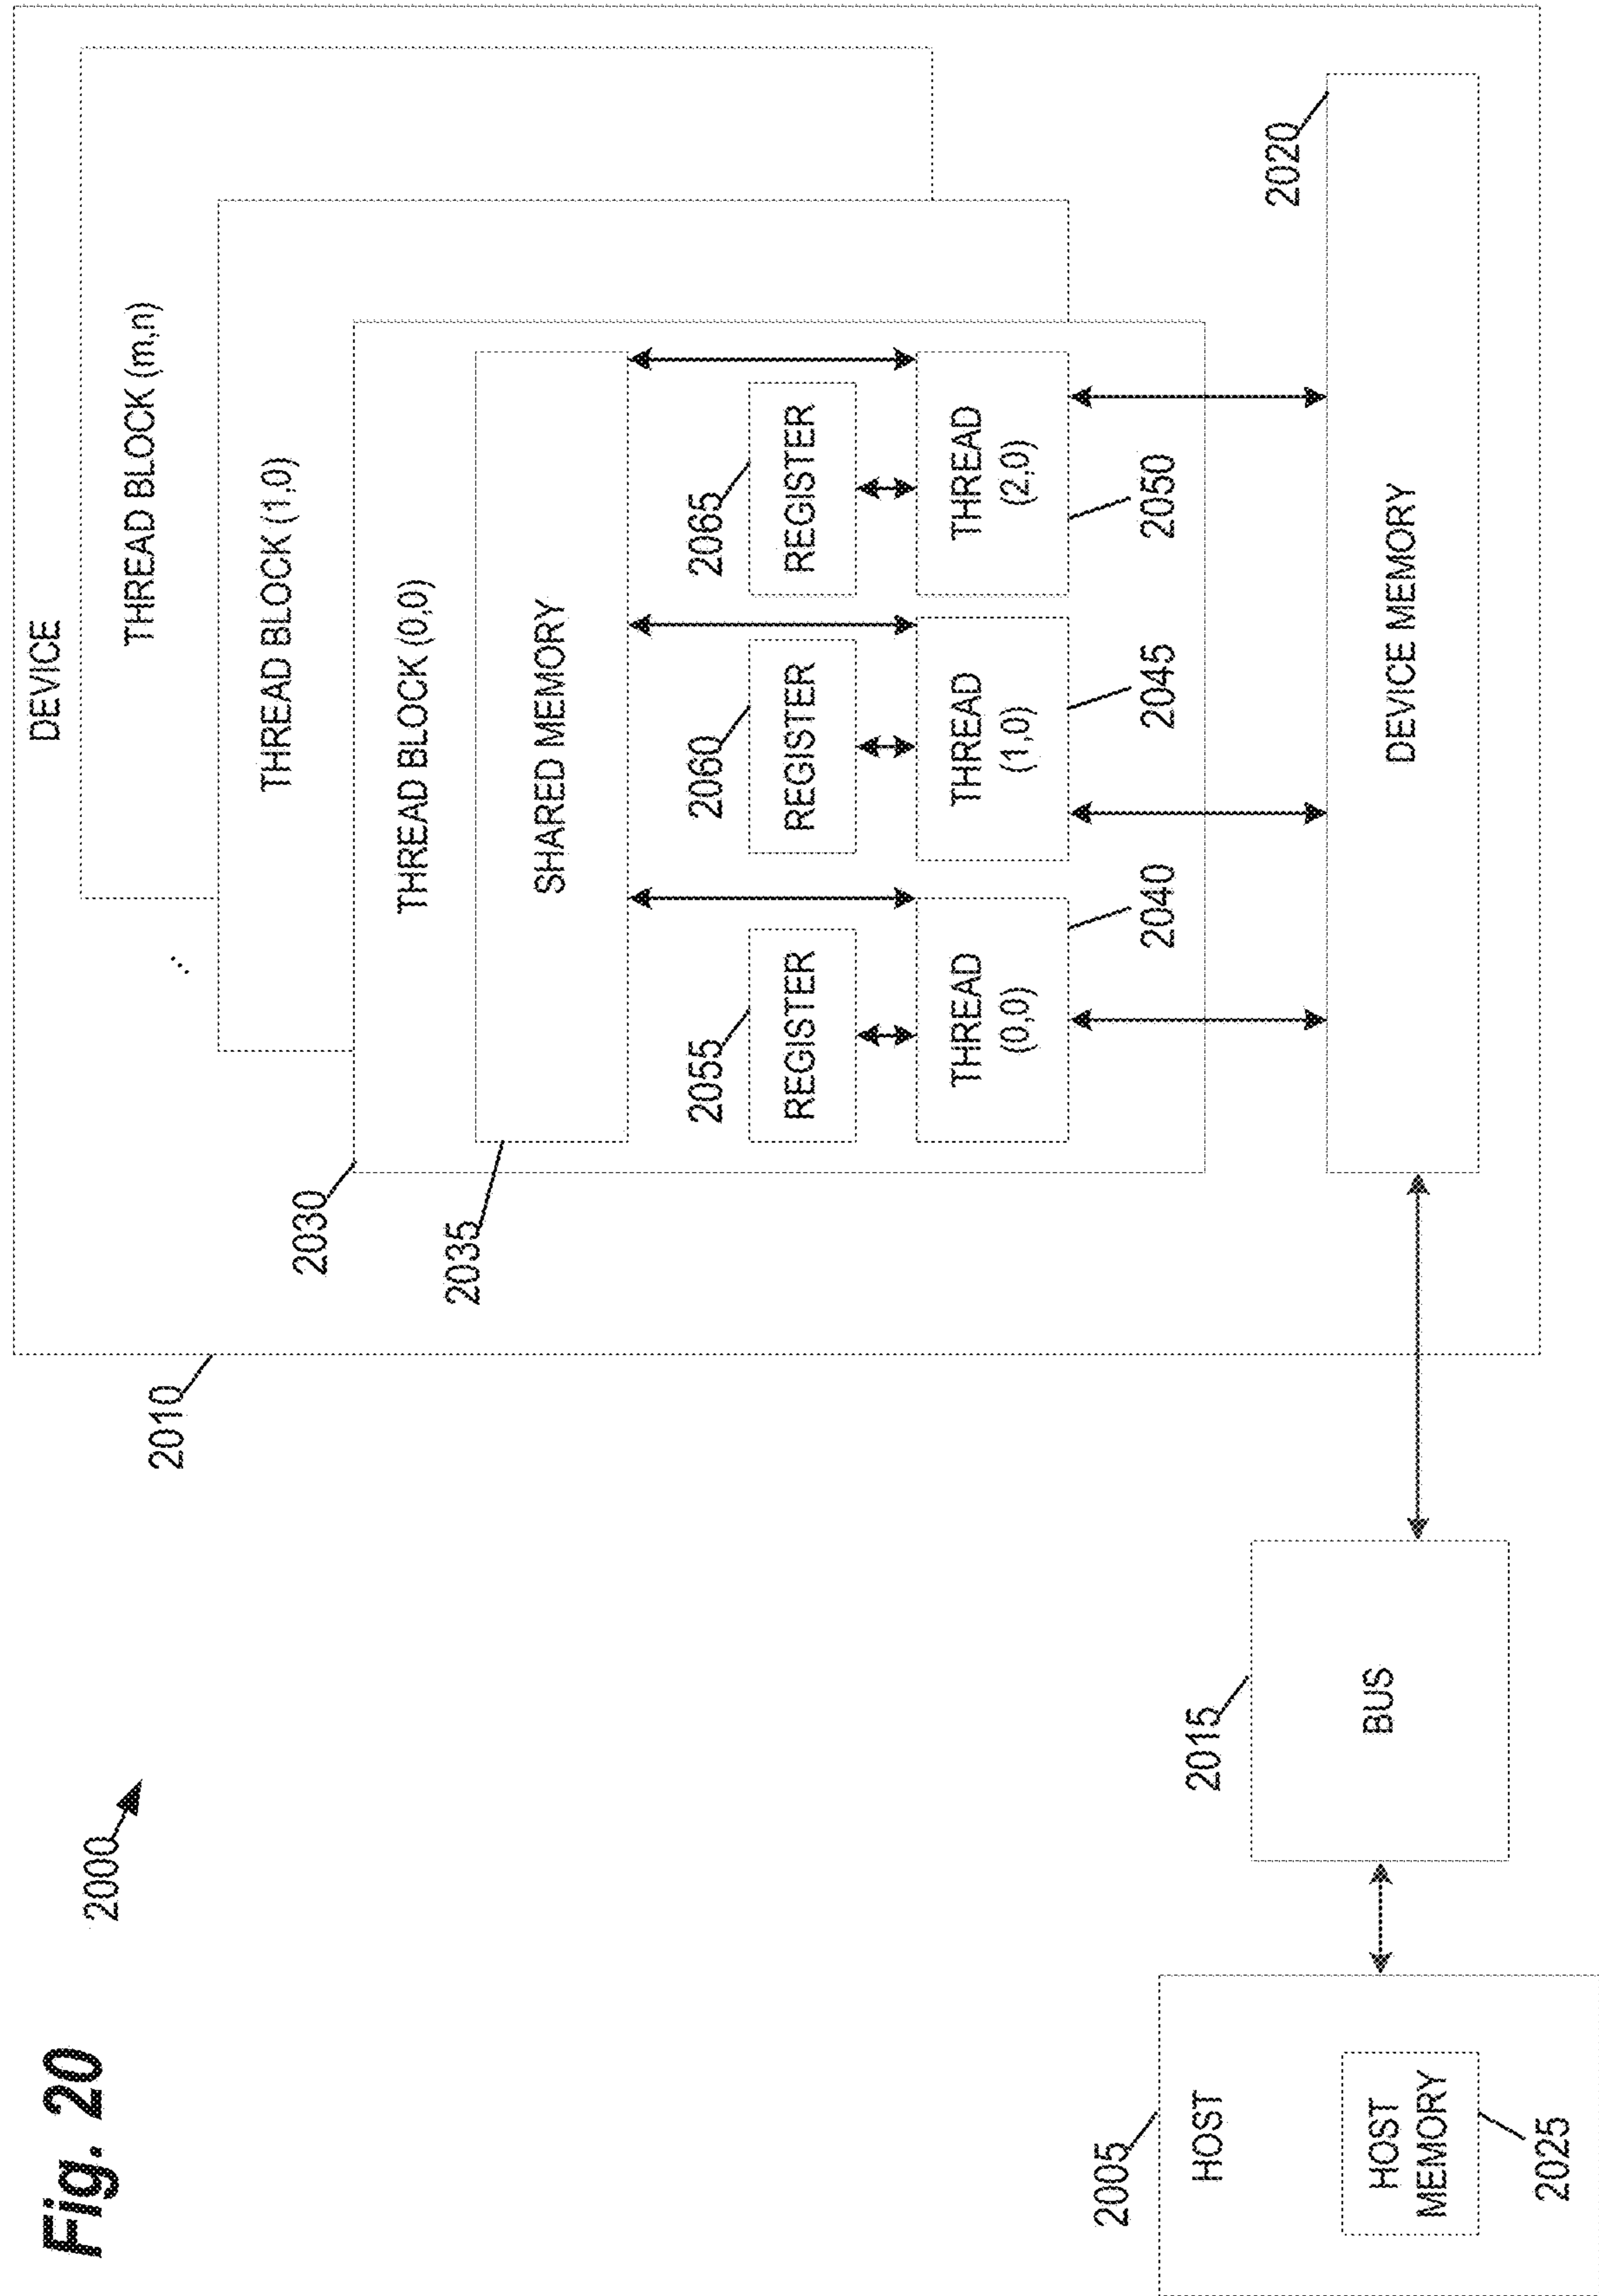 Fig. 20
2000
DEVICE
2010
THREAD BLOCK (m,n)
...
THREAD BLOCK (1,0)
2030
THREAD BLOCK (0,0)
2035
SHARED MEMORY
2055
2060
2065
REGISTER
REGISTER
REGISTER
THREAD
(0,0)
THREAD
(1,0)
THREAD
(2,0)
2040
2045
2050
2005
HOST
2015
BUS
2020
DEVICE MEMORY
HOST
MEMORY
2025